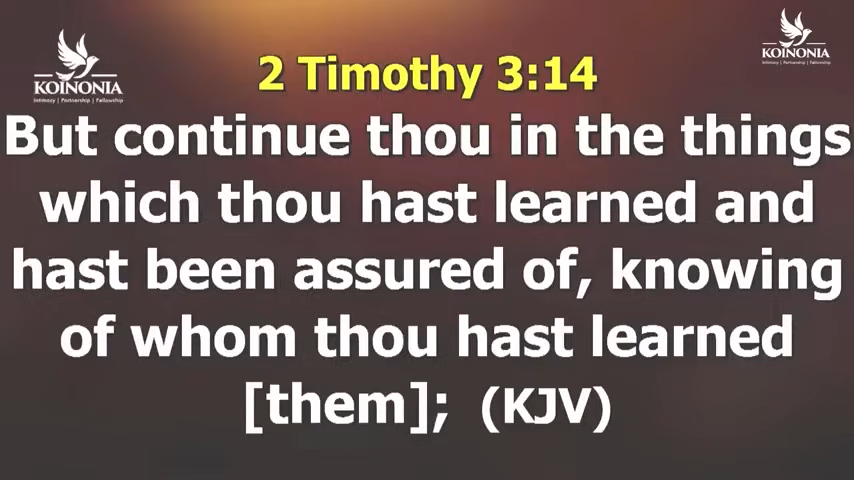 KOINONIA
Intimacy | Partnership | Fellowship
KOINONIA
Intimacy | Partnership | Fellowship
2 Timothy 3:14
But continue thou in the things
which thou hast learned and
hast been assured of, knowing
of whom thou hast learned
[them]; (KJV)